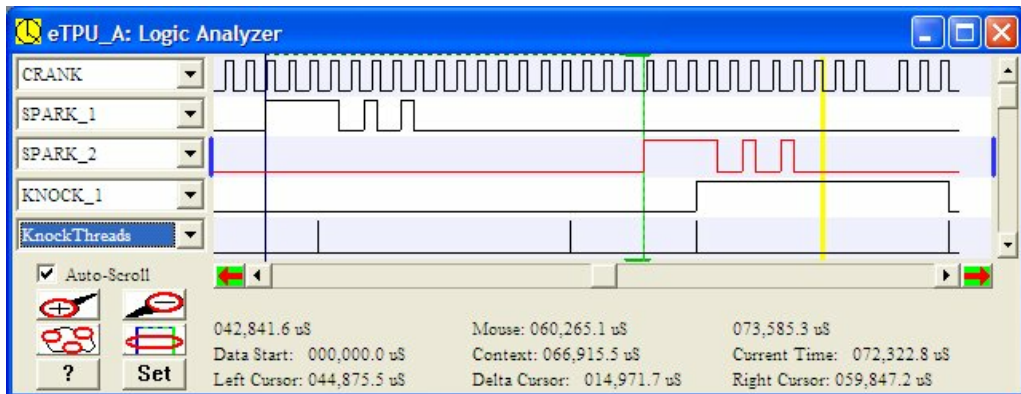 eTPU_A: Logic Analyzer
CRANK
SPARK_1
SPARK_2
KNOCK_1
KnockThreads
Auto-Scroll
042,841.6 uS Mouse: 060,265.1 uS 073,585.3 uS
Data Start: 000,000.0 uS Context: 066,915.5 uS Current Time: 072,322.8 uS
? Set Left Cursor: 044,875.5 uS Delta Cursor: 014,971.7 uS Right Cursor: 059,847.2 uS